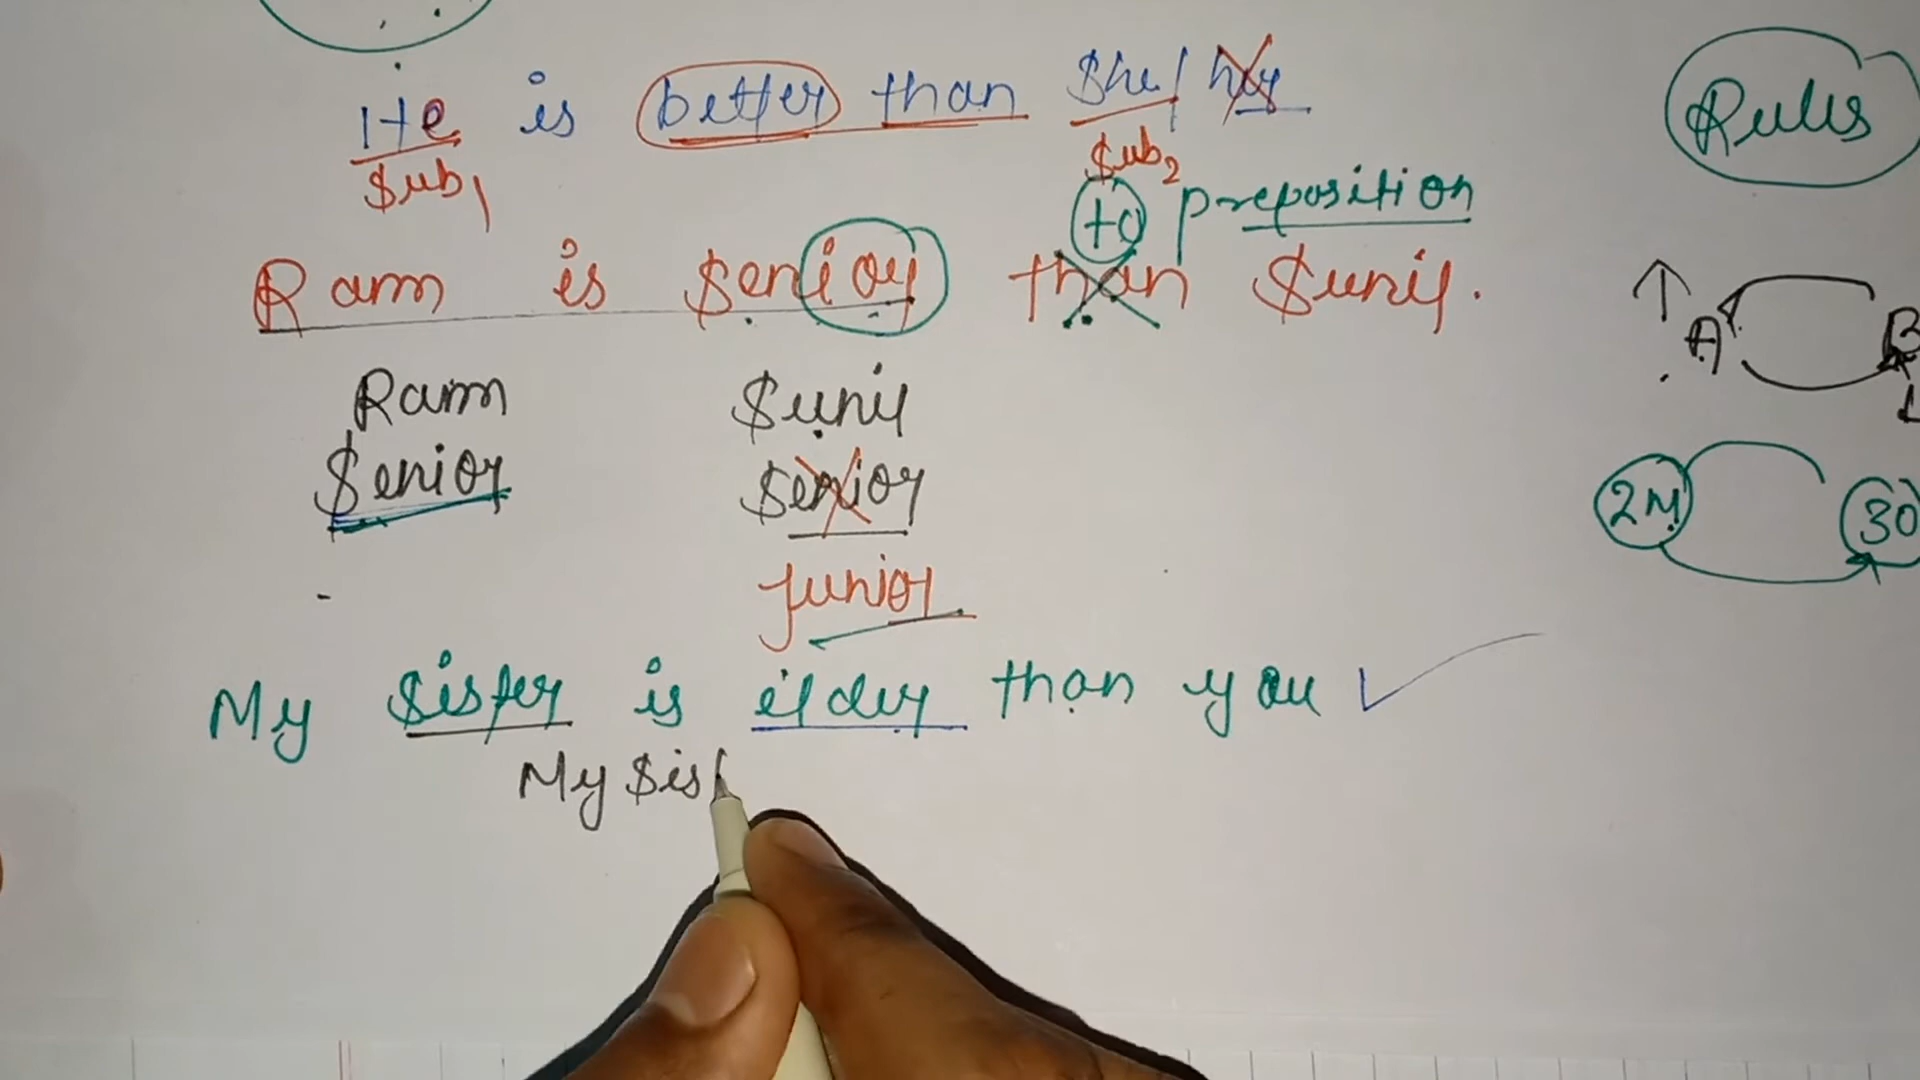 He is better than She/her
Sub1
Sub2
to preposition
Ram is Senior than Sunil.
Ram Sunil
Senior Senior
Junior
My Sister is elder than you
My Sis
Rules
A B
2M 30